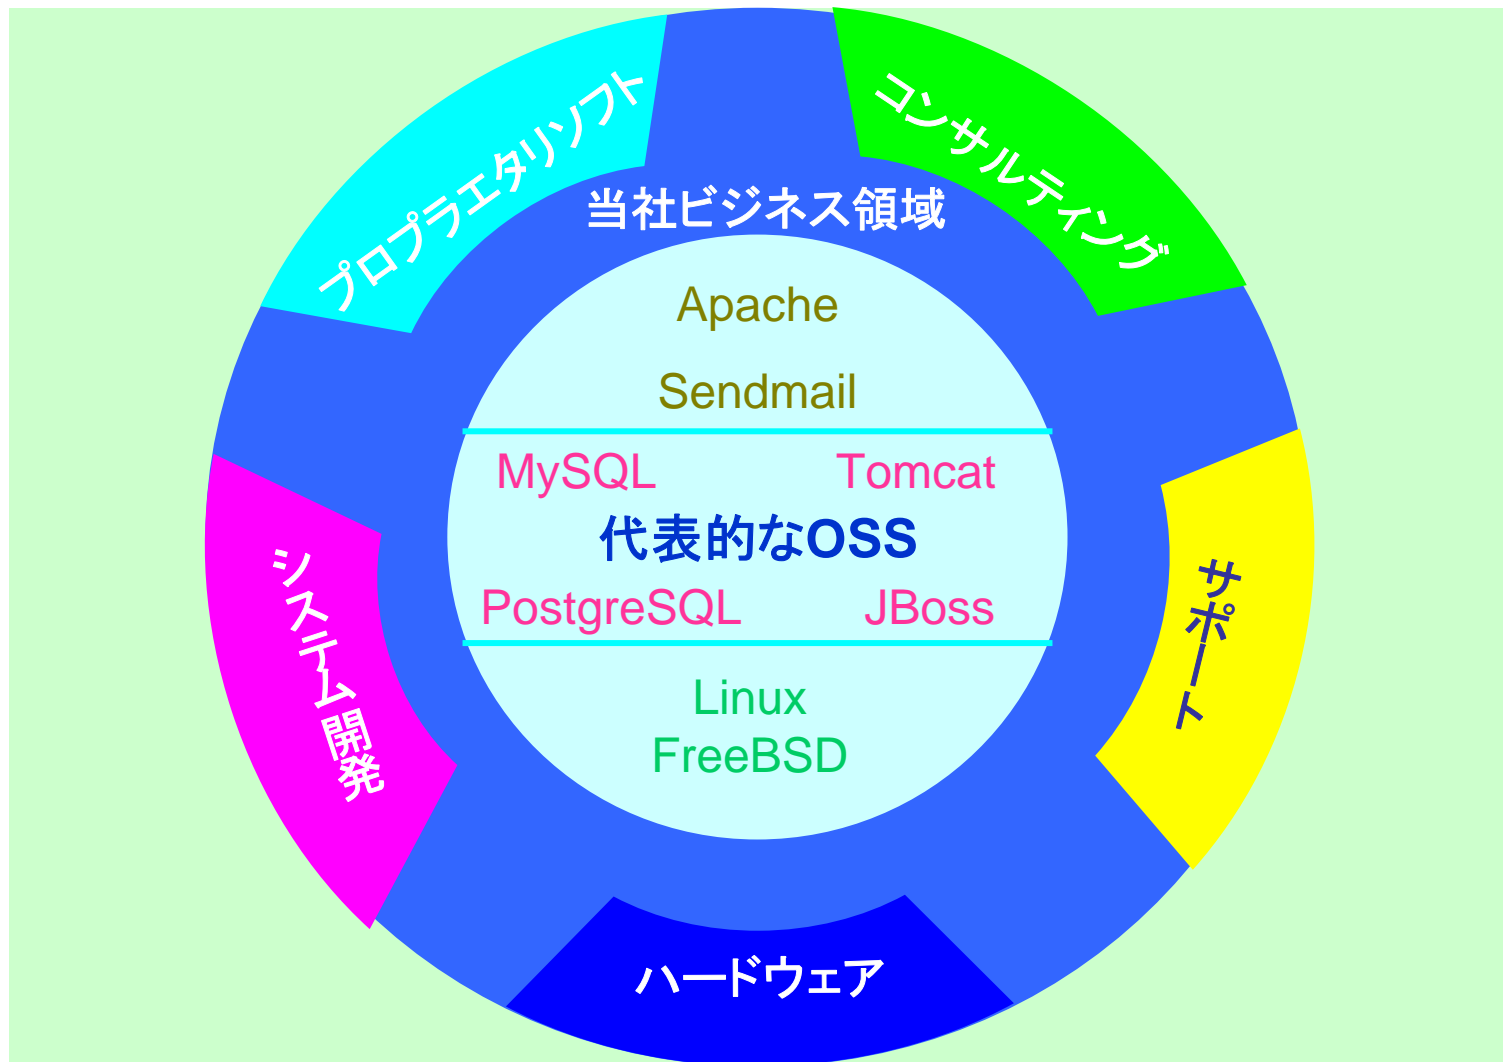 プロプラエタリソフト
コンサルティング
当社ビジネス領域
Apache
Sendmail
MySQL Tomcat
代表的なOSS
PostgreSQL JBoss
Linux
FreeBSD
システム開発
サポート
ハードウェア